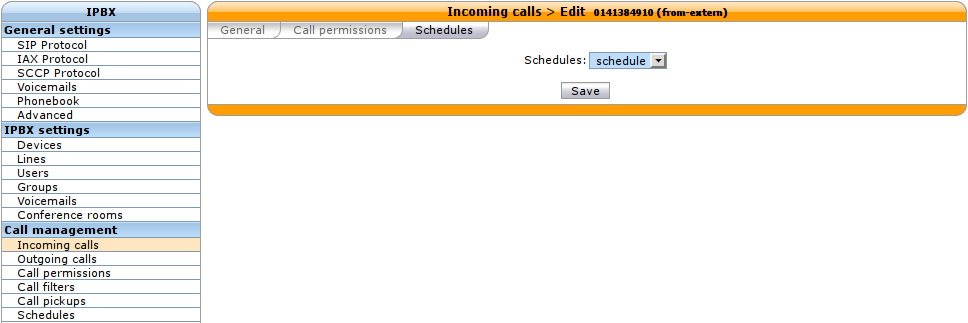 IPBX
General settings
SIP Protocol
IAX Protocol
SCCP Protocol
Voicemails
Phonebook
Advanced
IPBX settings
Devices
Lines
Users
Groups
Voicemails
Conference rooms
Call management
Incoming calls
Outgoing calls
Call permissions
Call filters
Call pickups
Schedules
Incoming calls > Edit 0141384910 (from-extern)
General Call permissions Schedules
Schedules: schedule
Save